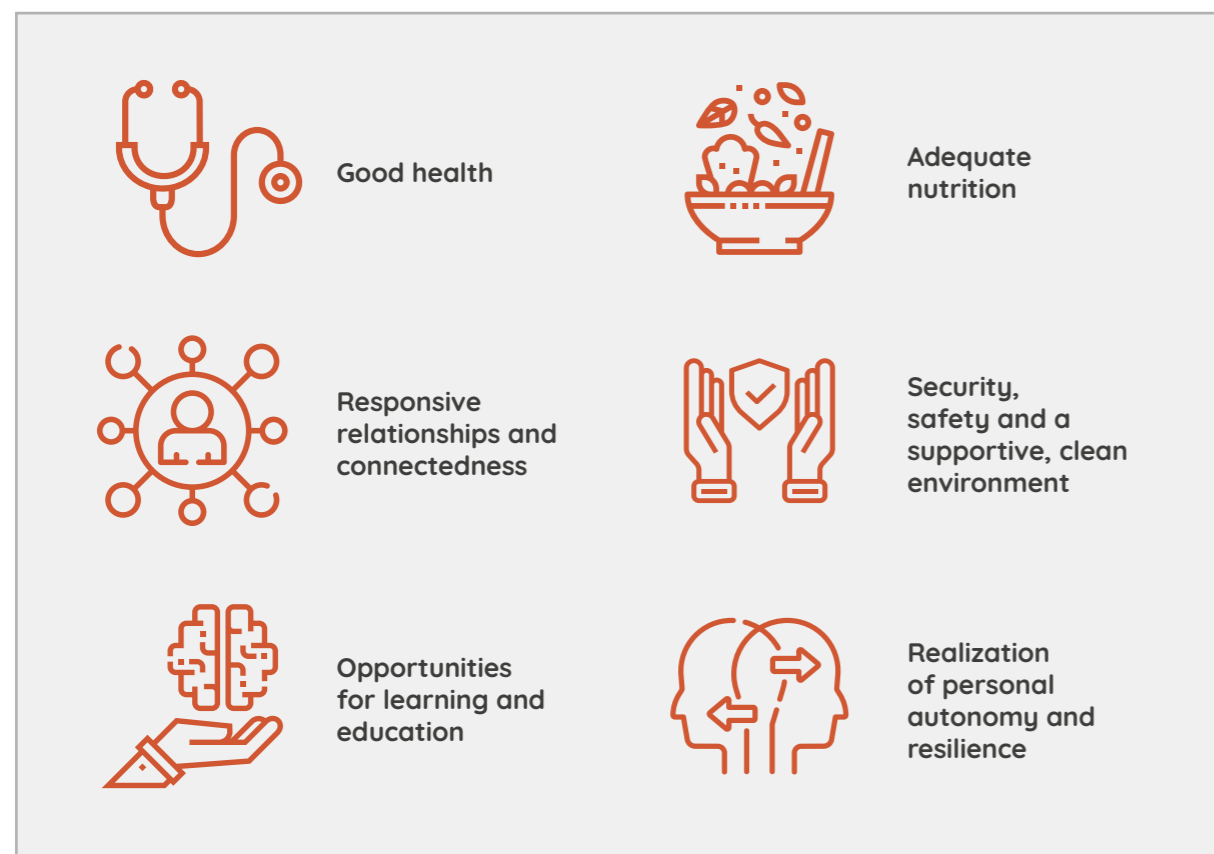 Good health
Adequate
nutrition
Responsive
relationships and
connectedness
Security,
safety and a
supportive, clean
environment
Opportunities
for learning and
education
Realization
of personal
autonomy and
resilience